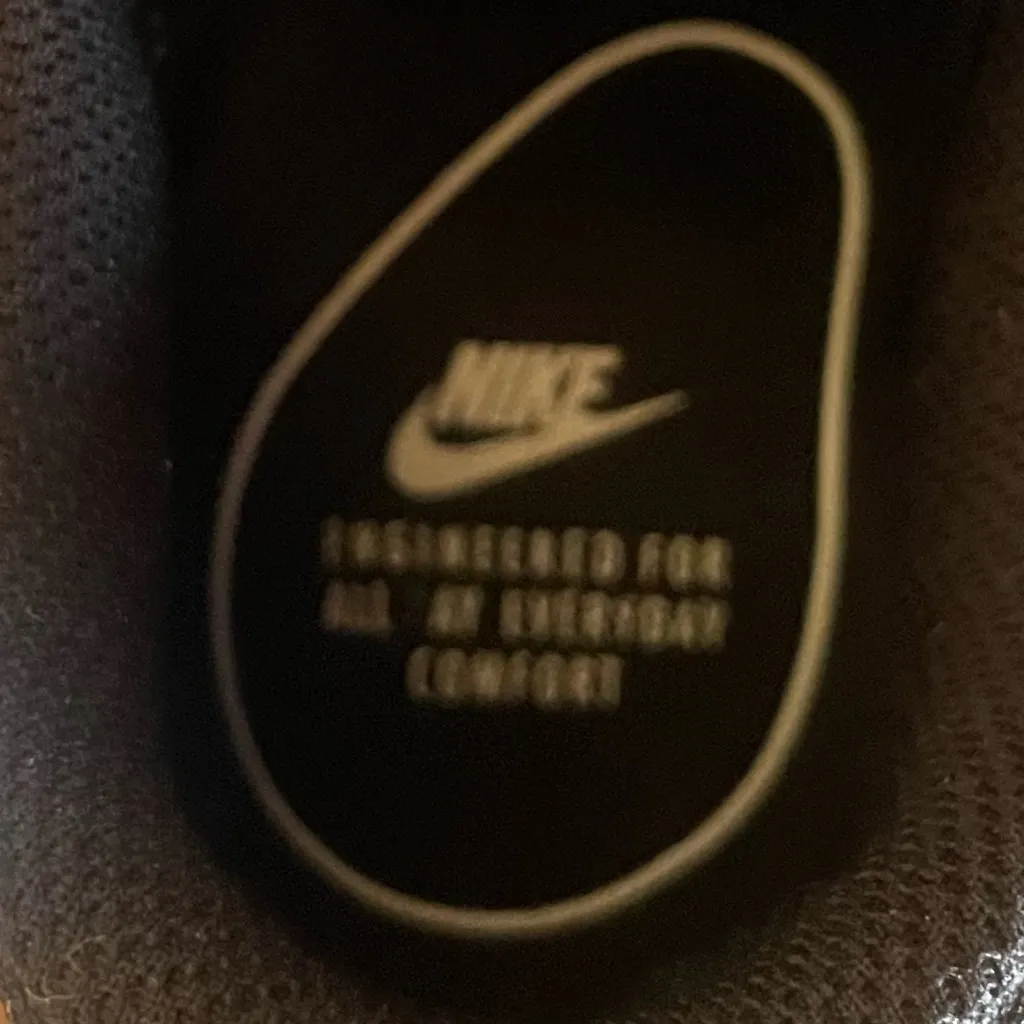 NIKE
ENGINEERED FOR
ALL DAY EVERYDAY
COMFORT